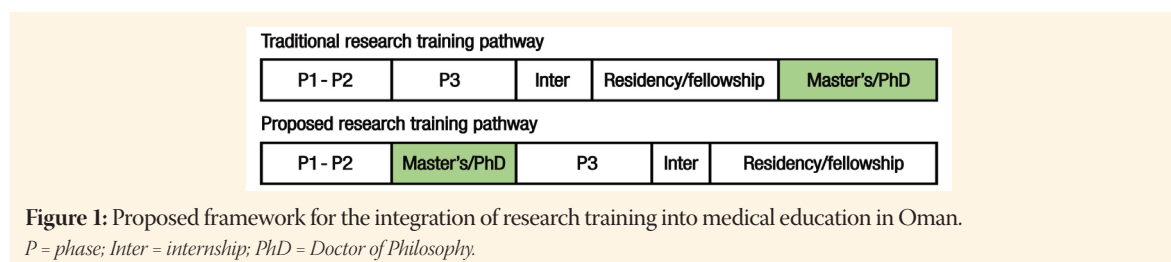 Traditional research training pathway
P1 - P2 P3 Inter Residency/fellowship Master's/PhD
Proposed research training pathway
P1 - P2 Master's/PhD P3 Inter Residency/fellowship
Figure 1: Proposed framework for the integration of research training into medical education in Oman.
P = phase; Inter = internship; PhD = Doctor of Philosophy.